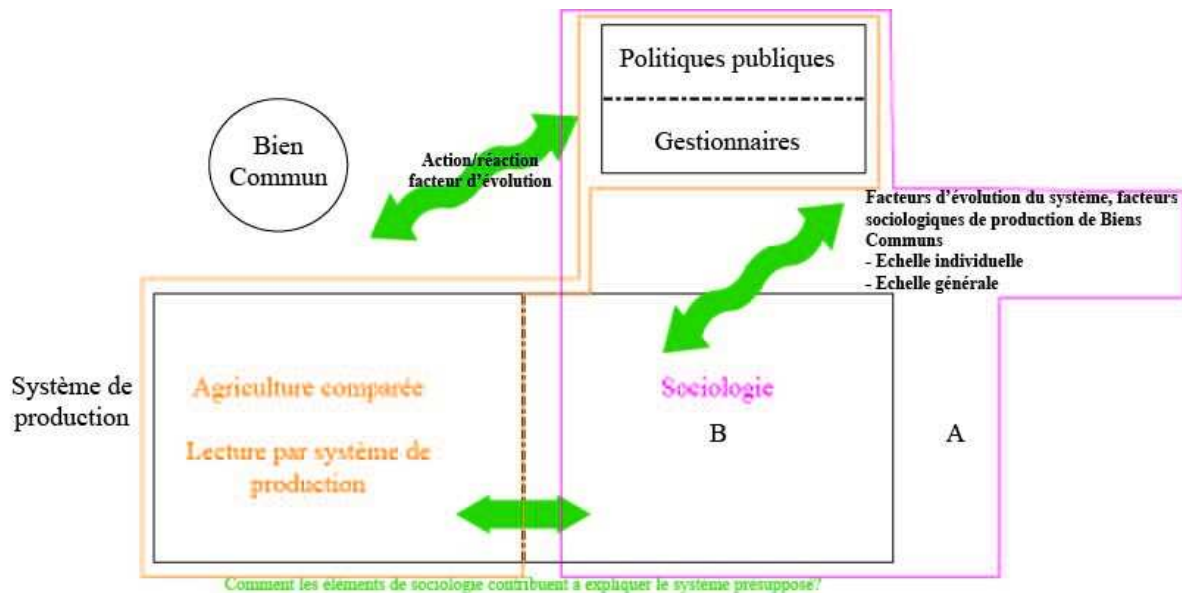 Politiques publiques
Gestionnaires
Bien
Commun
Action/réaction
facteur d'évolution
Facteurs d'évolution du système, facteurs
sociologiques de production de Biens
Communs
- Echelle individuelle
- Echelle générale
Système de
production
Agriculture comparée
Lecture par système de
production
Sociologie
B
A
Comment les éléments de sociologie contribuent a expliquer le système présupposé?